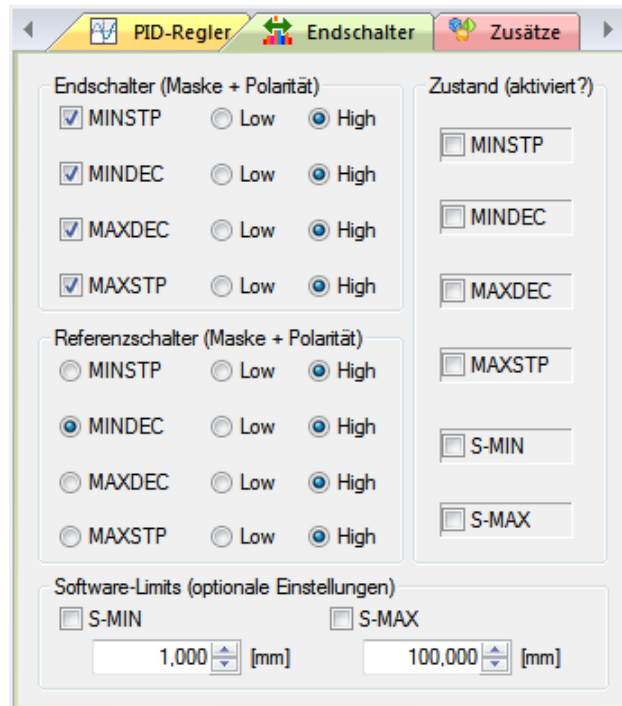 PID-Regler Endschalter Zusätze
Endschalter (Maske + Polarität)
MINSTP Low High
MINDEC Low High
MAXDEC Low High
MAXSTP Low High
Referenzschalter (Maske + Polarität)
MINSTP Low High
MINDEC Low High
MAXDEC Low High
MAXSTP Low High
Zustand (aktiviert?)
MINSTP
MINDEC
MAXDEC
MAXSTP
S-MIN
S-MAX
Software-Limits (optionale Einstellungen)
S-MIN S-MAX
1,000 [mm] 100,000 [mm]